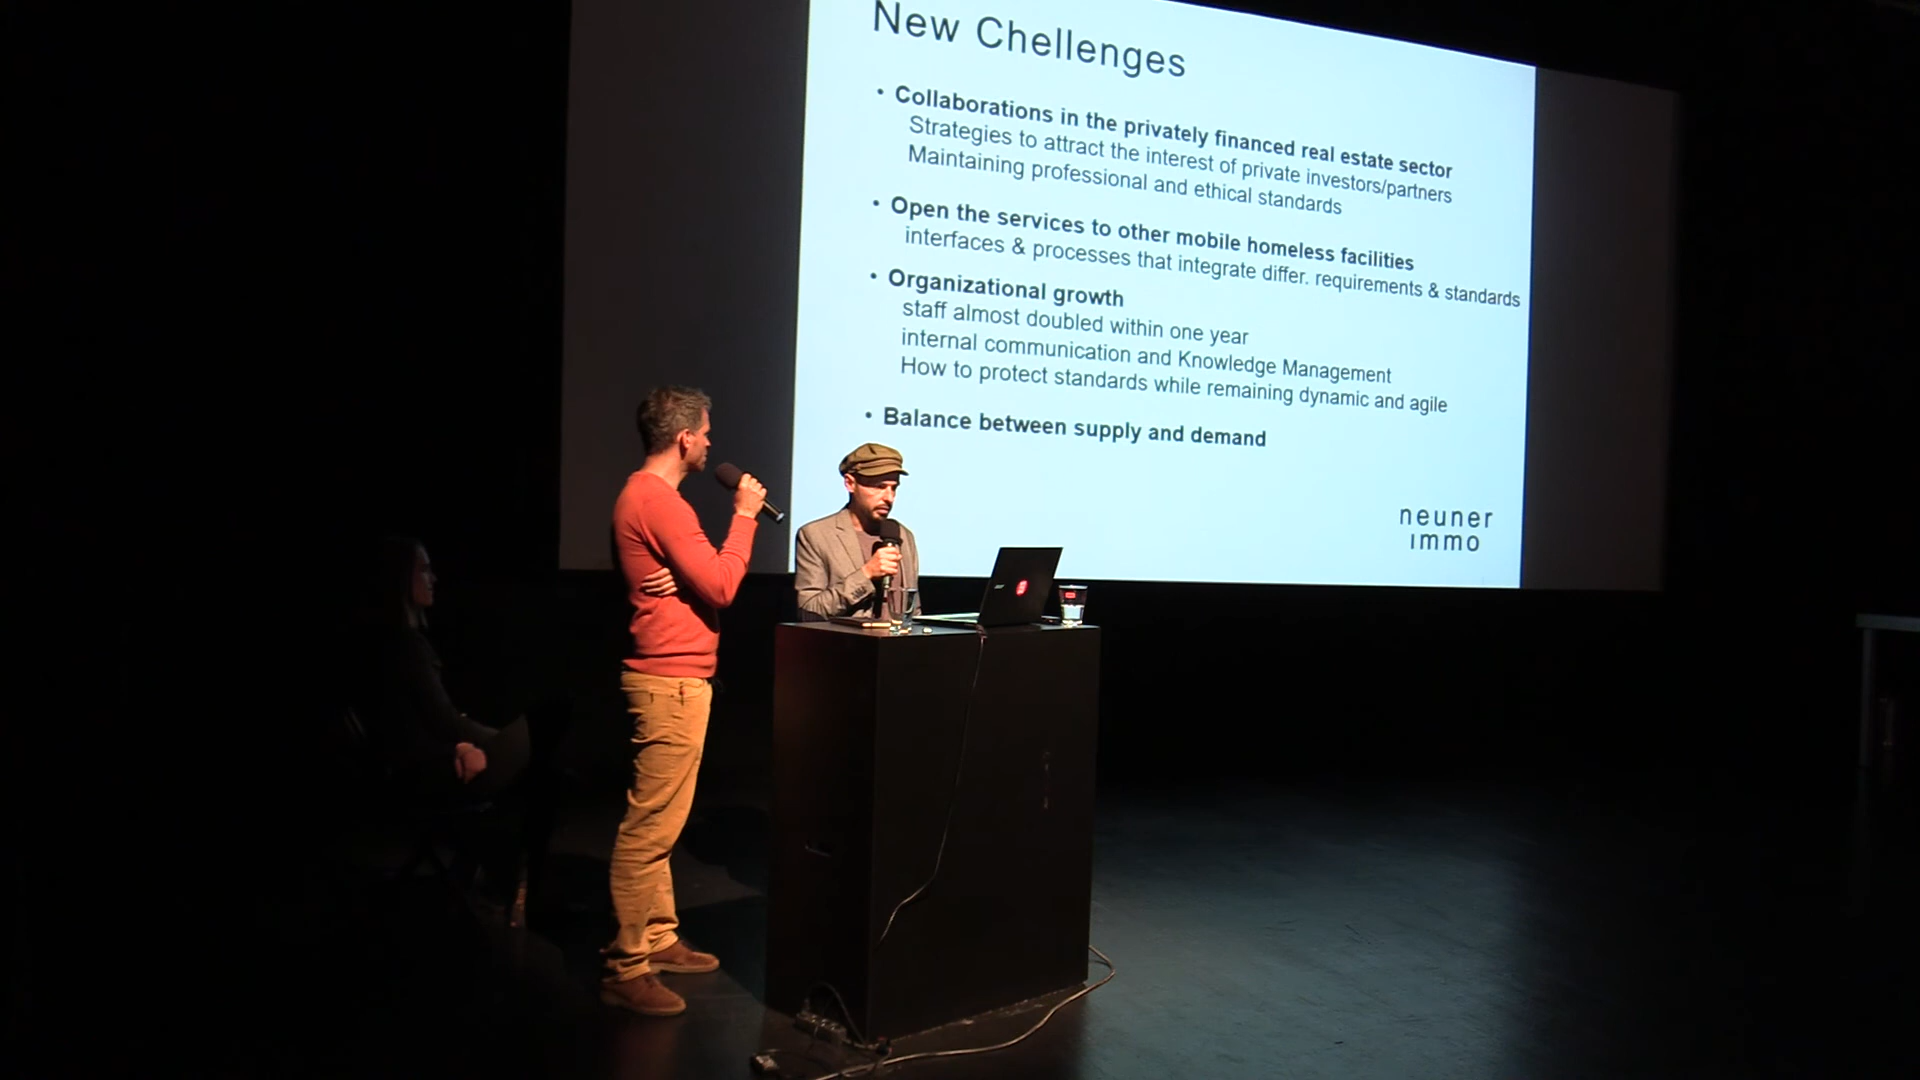 New Chellenges
• Collaborations in the privately financed real estate sector
Strategies to attract the interest of private investors/partners
Maintaining professional and ethical standards
• Open the services to other mobile homeless facilities
interfaces & processes that integrate differ. requirements & standards
• Organizational growth
staff almost doubled within one year
internal communication and Knowledge Management
How to protect standards while remaining dynamic and agile
• Balance between supply and demand
neuner
immo